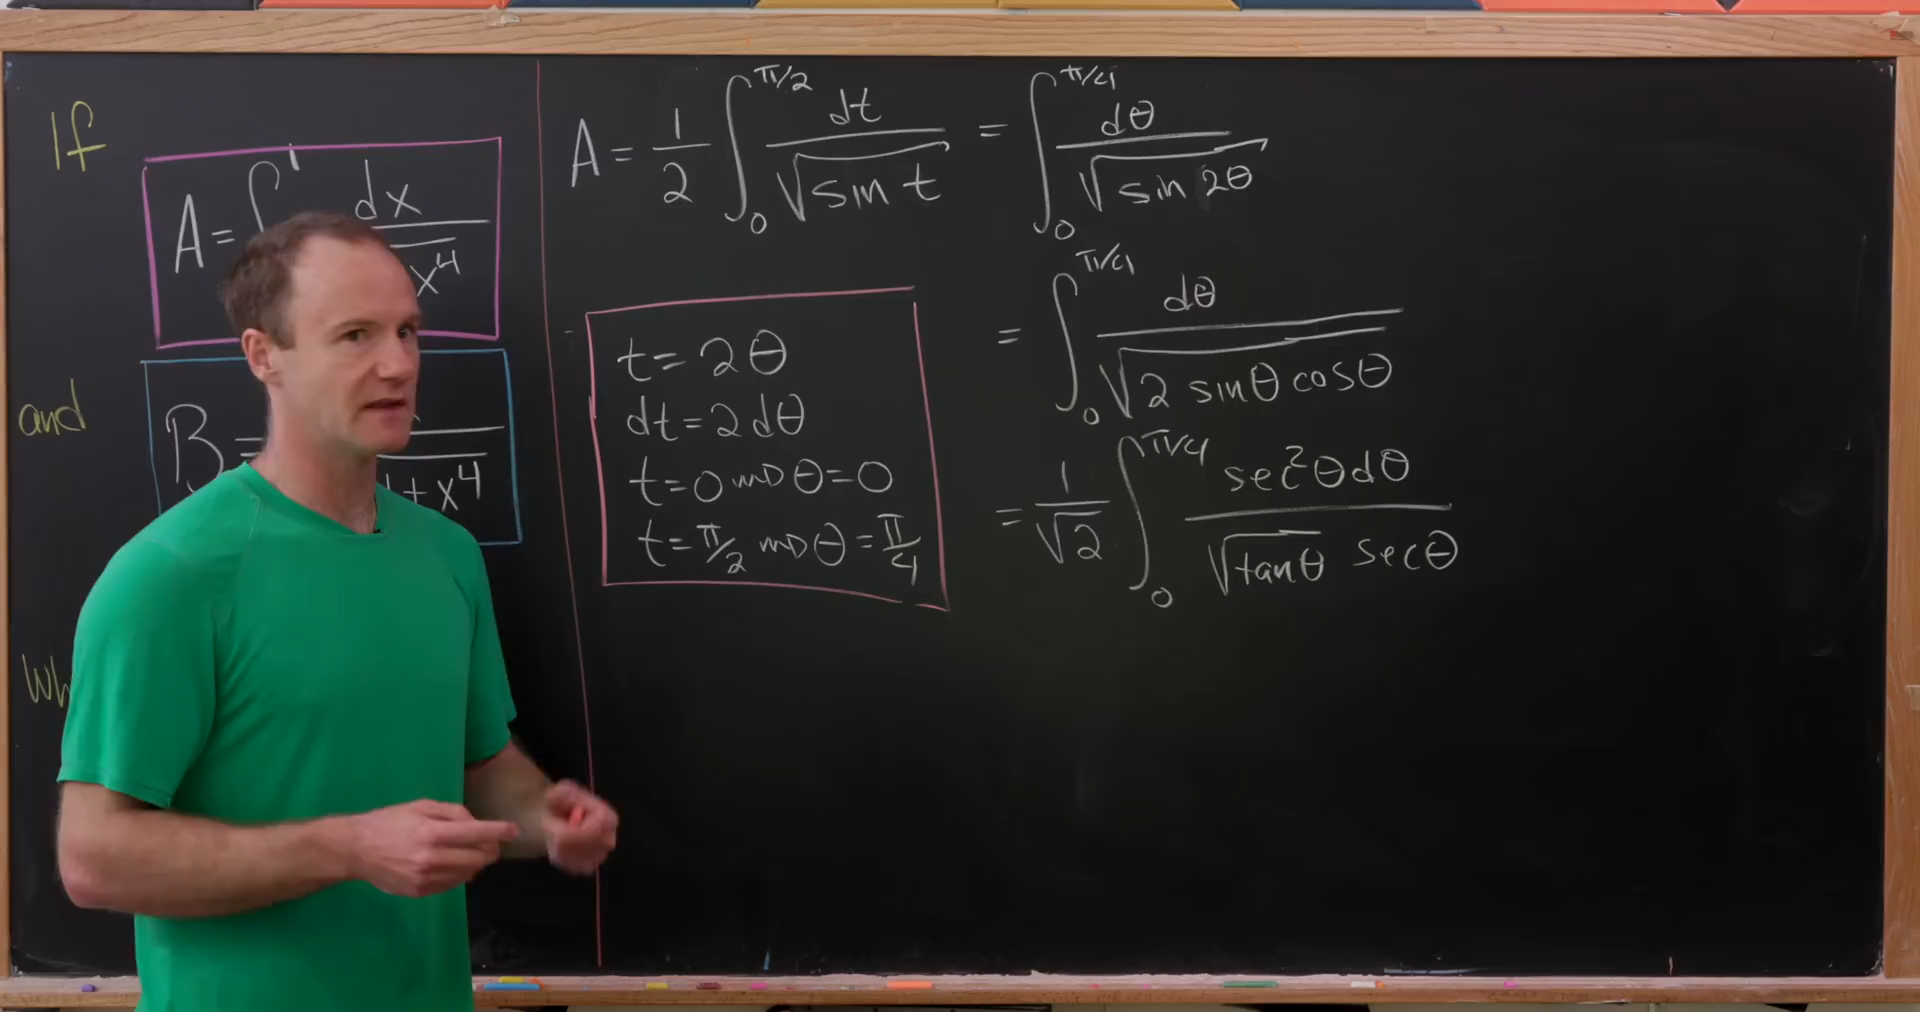 If
A = ∫ ¹ dx / x⁴
and
B = / 1 + x⁴
Wh
A = 1/2 ∫₀^{π/2} dt / √(sin t) = ∫₀^{π/4} dθ / √(sin 2θ)
= ∫₀^{π/4} dθ / √(2 sinθ cosθ)
= 1/√2 ∫₀^{π/4} sec²θ dθ / (√(tanθ) secθ)
t = 2θ
dt = 2dθ
t = 0 ⇝ θ = 0
t = π/2 ⇝ θ = π/4